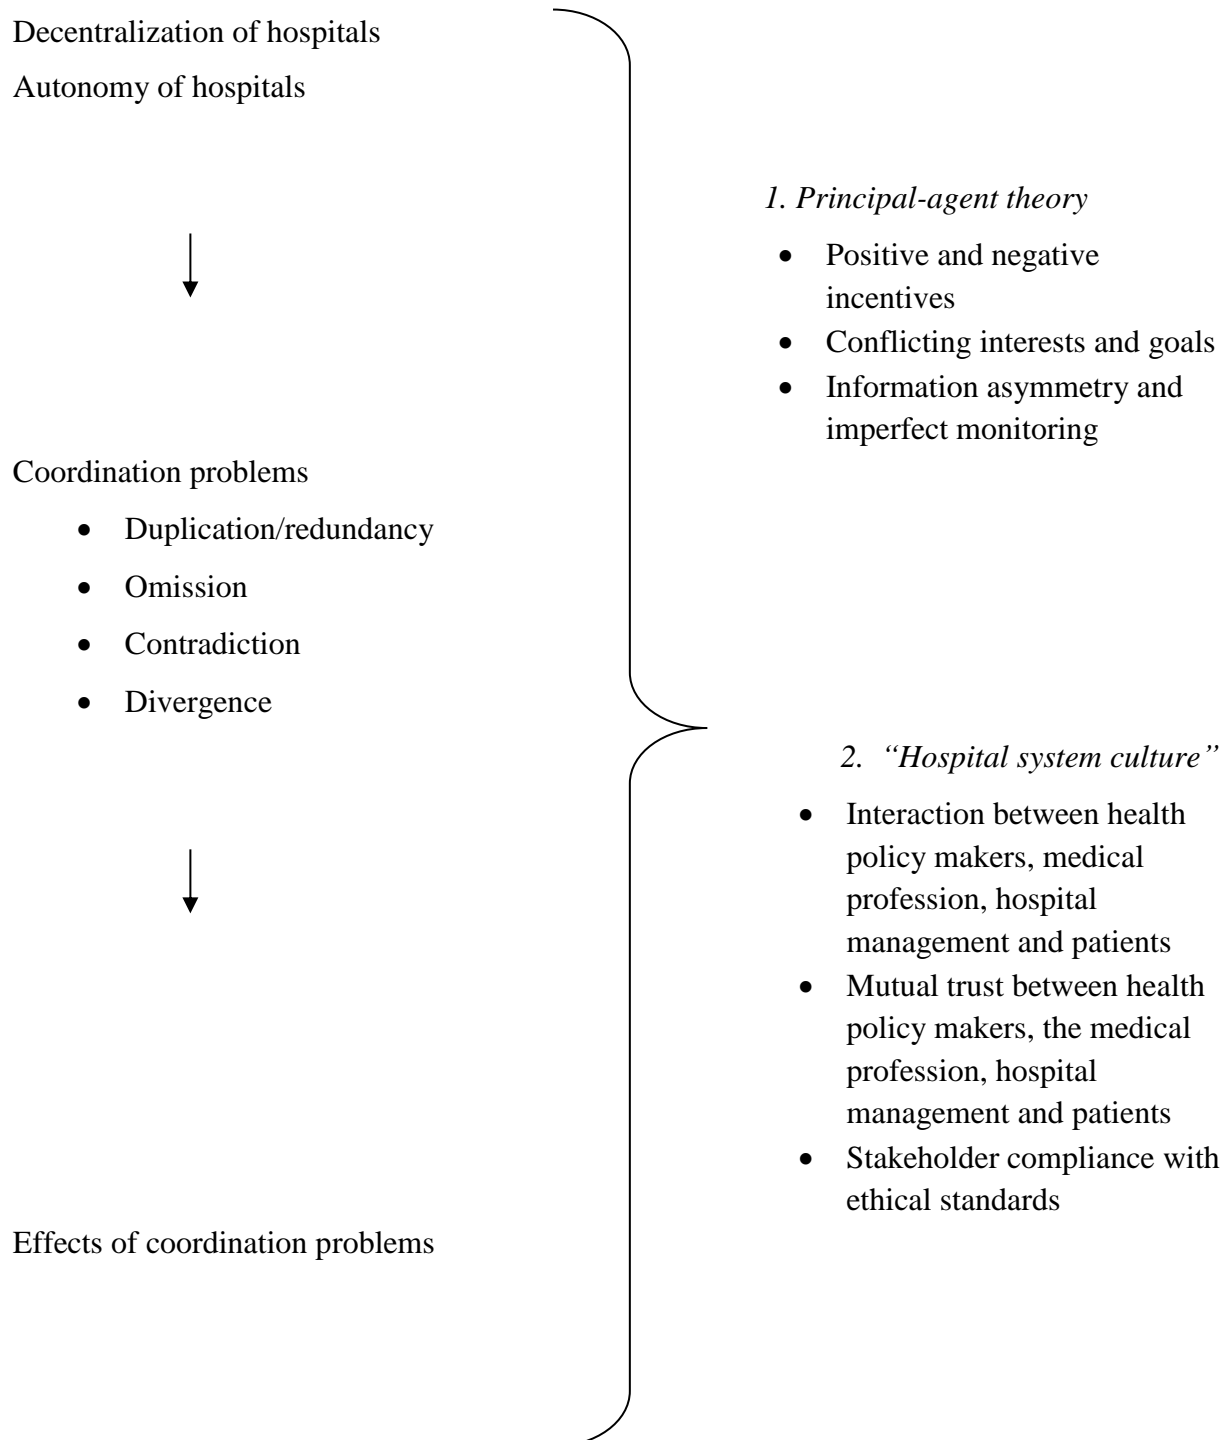 Decentralization of hospitals
Autonomy of hospitals
Coordination problems
• Duplication/redundancy
• Omission
• Contradiction
• Divergence
Effects of coordination problems
1. Principal-agent theory
• Positive and negative
incentives
• Conflicting interests and goals
• Information asymmetry and
imperfect monitoring
2. “Hospital system culture”
• Interaction between health
policy makers, medical
profession, hospital
management and patients
• Mutual trust between health
policy makers, the medical
profession, hospital
management and patients
• Stakeholder compliance with
ethical standards